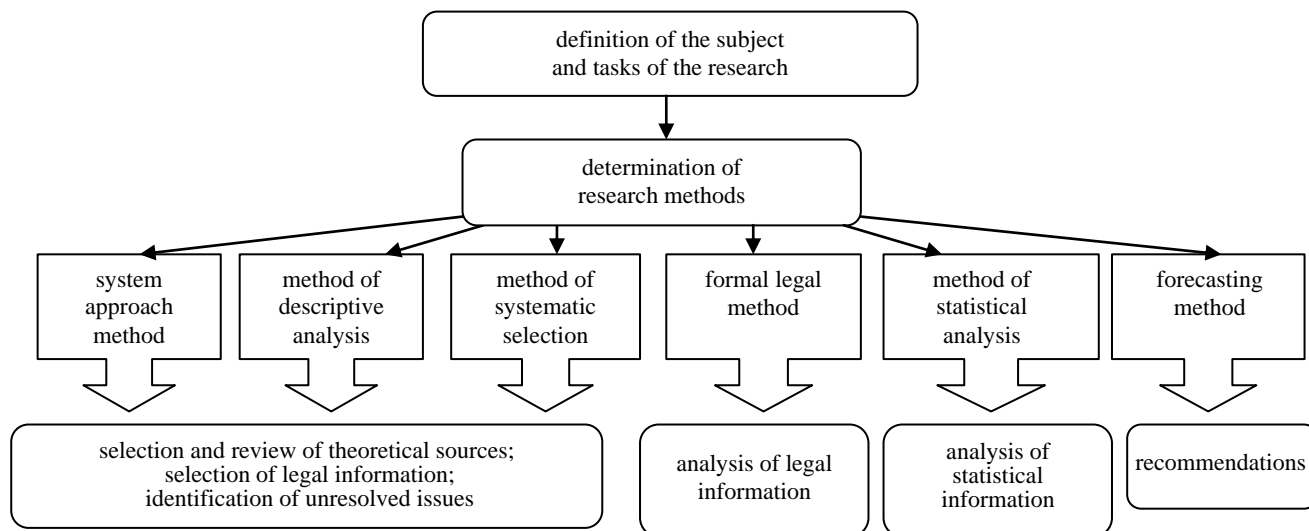 definition of the subject
and tasks of the research
determination of
research methods
system
approach
method
method of
descriptive
analysis
method of
systematic
selection
formal legal
method
method of
statistical
analysis
forecasting
method
selection and review of theoretical sources;
selection of legal information;
identification of unresolved issues
analysis of legal
information
analysis of
statistical
information
recommendations